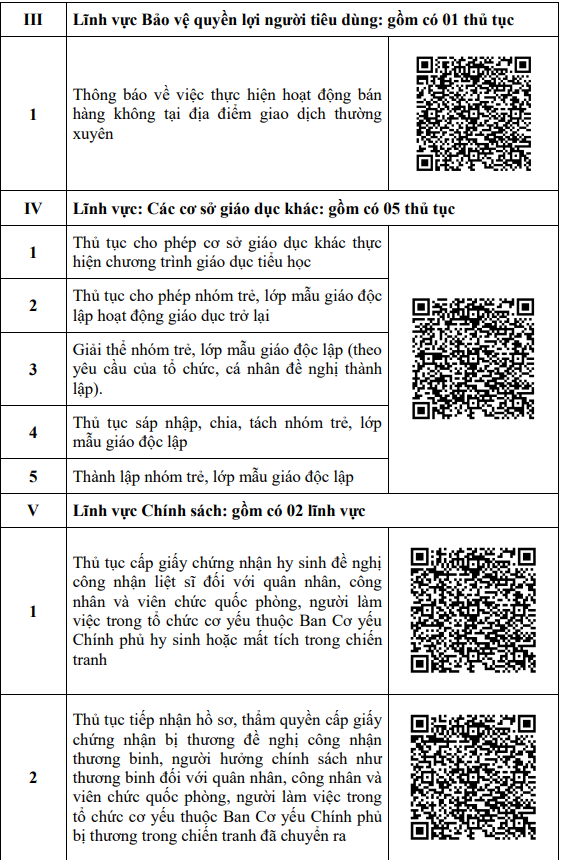 III Lĩnh vực Bảo vệ quyền lợi người tiêu dùng: gồm có 01 thủ tục
1
Thông báo về việc thực hiện hoạt động bán
hàng không tại địa điểm giao dịch thường
xuyên
IV Lĩnh vực: Các cơ sở giáo dục khác: gồm có 05 thủ tục
1
Thủ tục cho phép cơ sở giáo dục khác thực
hiện chương trình giáo dục tiểu học
2
Thủ tục cho phép nhóm trẻ, lớp mẫu giáo độc
lập hoạt động giáo dục trở lại
3
Giải thể nhóm trẻ, lớp mẫu giáo độc lập (theo
yêu cầu của tổ chức, cá nhân đề nghị thành
lập).
4
Thủ tục sáp nhập, chia, tách nhóm trẻ, lớp
mẫu giáo độc lập
5 Thành lập nhóm trẻ, lớp mẫu giáo độc lập
V Lĩnh vực Chính sách: gồm có 02 lĩnh vực
1
Thủ tục cấp giấy chứng nhận hy sinh đề nghị
công nhận liệt sĩ đối với quân nhân, công
nhân và viên chức quốc phòng, người làm
việc trong tổ chức cơ yếu thuộc Ban Cơ yếu
Chính phủ hy sinh hoặc mất tích trong chiến
tranh
2
Thủ tục tiếp nhận hồ sơ, thẩm quyền cấp giấy
chứng nhận bị thương đề nghị công nhận
thương binh, người hưởng chính sách như
thương binh đối với quân nhân, công nhân và
viên chức quốc phòng, người làm việc trong
tổ chức cơ yếu thuộc Ban Cơ yếu Chính phủ
bị thương trong chiến tranh đã chuyển ra